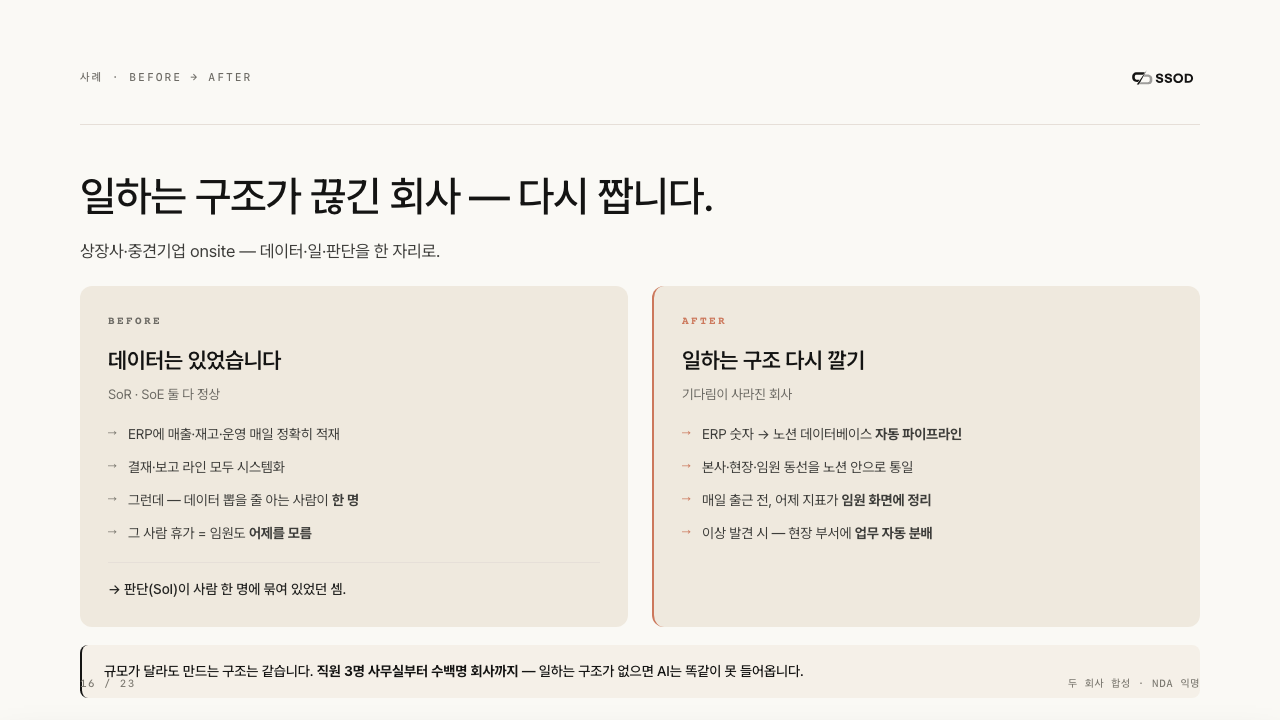 사례 · BEFORE → AFTER
SSOD
일하는 구조가 끊긴 회사 — 다시 짭니다.
상장사·중견기업 onsite — 데이터·일·판단을 한 자리로.
BEFORE
데이터는 있었습니다
SoR · SoE 둘 다 정상
→ ERP에 매출·재고·운영 매일 정확히 적재
→ 결재·보고 라인 모두 시스템화
→ 그런데 — 데이터 뽑을 줄 아는 사람이 한 명
→ 그 사람 휴가 = 임원도 어제를 모름
→ 판단(SoI)이 사람 한 명에 묶여 있었던 셈.
AFTER
일하는 구조 다시 깔기
기다림이 사라진 회사
→ ERP 숫자 → 노션 데이터베이스 자동 파이프라인
→ 본사·현장·임원 동선을 노션 안으로 통일
→ 매일 출근 전, 어제 지표가 임원 화면에 정리
→ 이상 발견 시 — 현장 부서에 업무 자동 분배
규모가 달라도 만드는 구조는 같습니다. 직원 3명 사무실부터 수백명 회사까지 — 일하는 구조가 없으면 AI는 똑같이 못 들어옵니다.
16 / 23
두 회사 합성 · NDA 익명